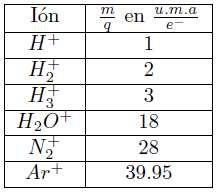 Ión m/q en u.m.a/e⁻
H⁺ 1
H₂⁺ 2
H₃⁺ 3
H₂O⁺ 18
N₂⁺ 28
Ar⁺ 39.95